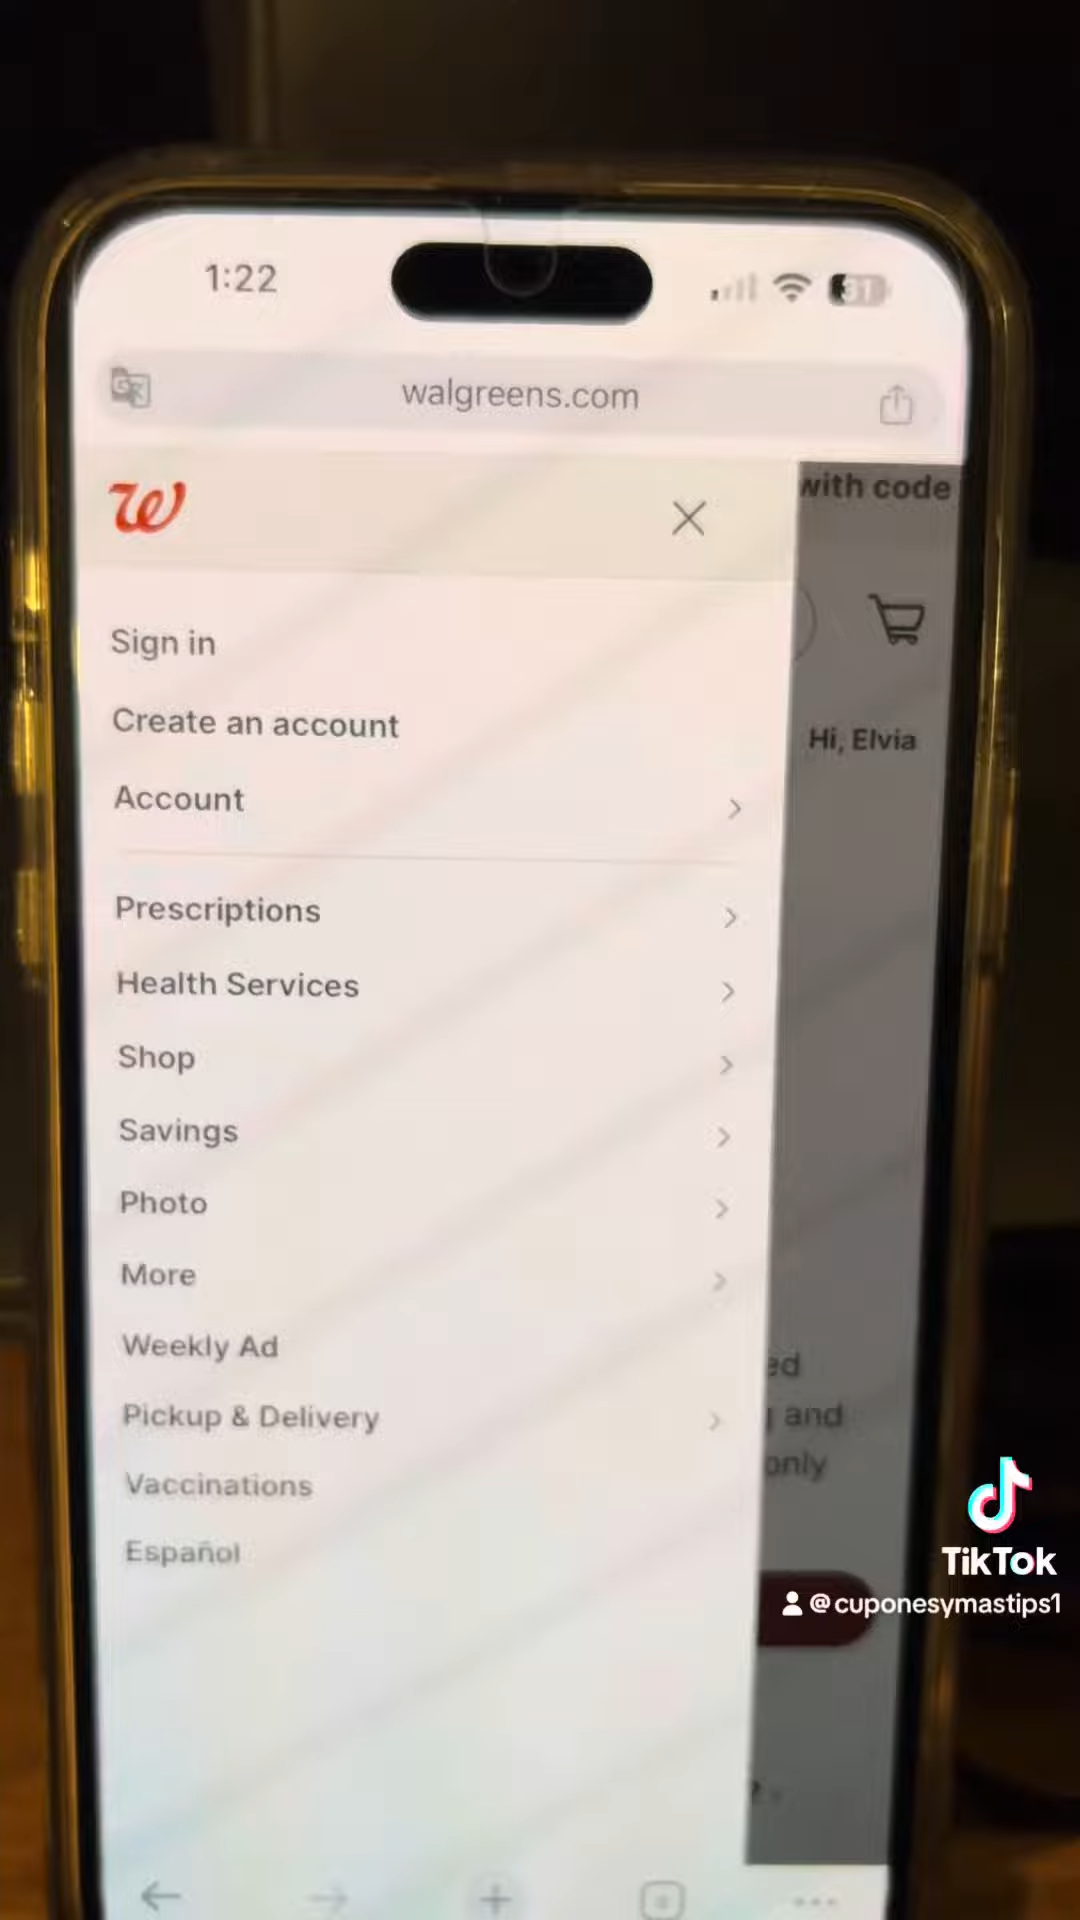 1:22
31
walgreens.com
with code
Sign in
Create an account
Hi, Elvia
Account
Prescriptions
Health Services
Shop
Savings
Photo
More
Weekly Ad
ed
Pickup & Delivery
and
only
Vaccinations
Español
TikTok
@cuponesymastips1